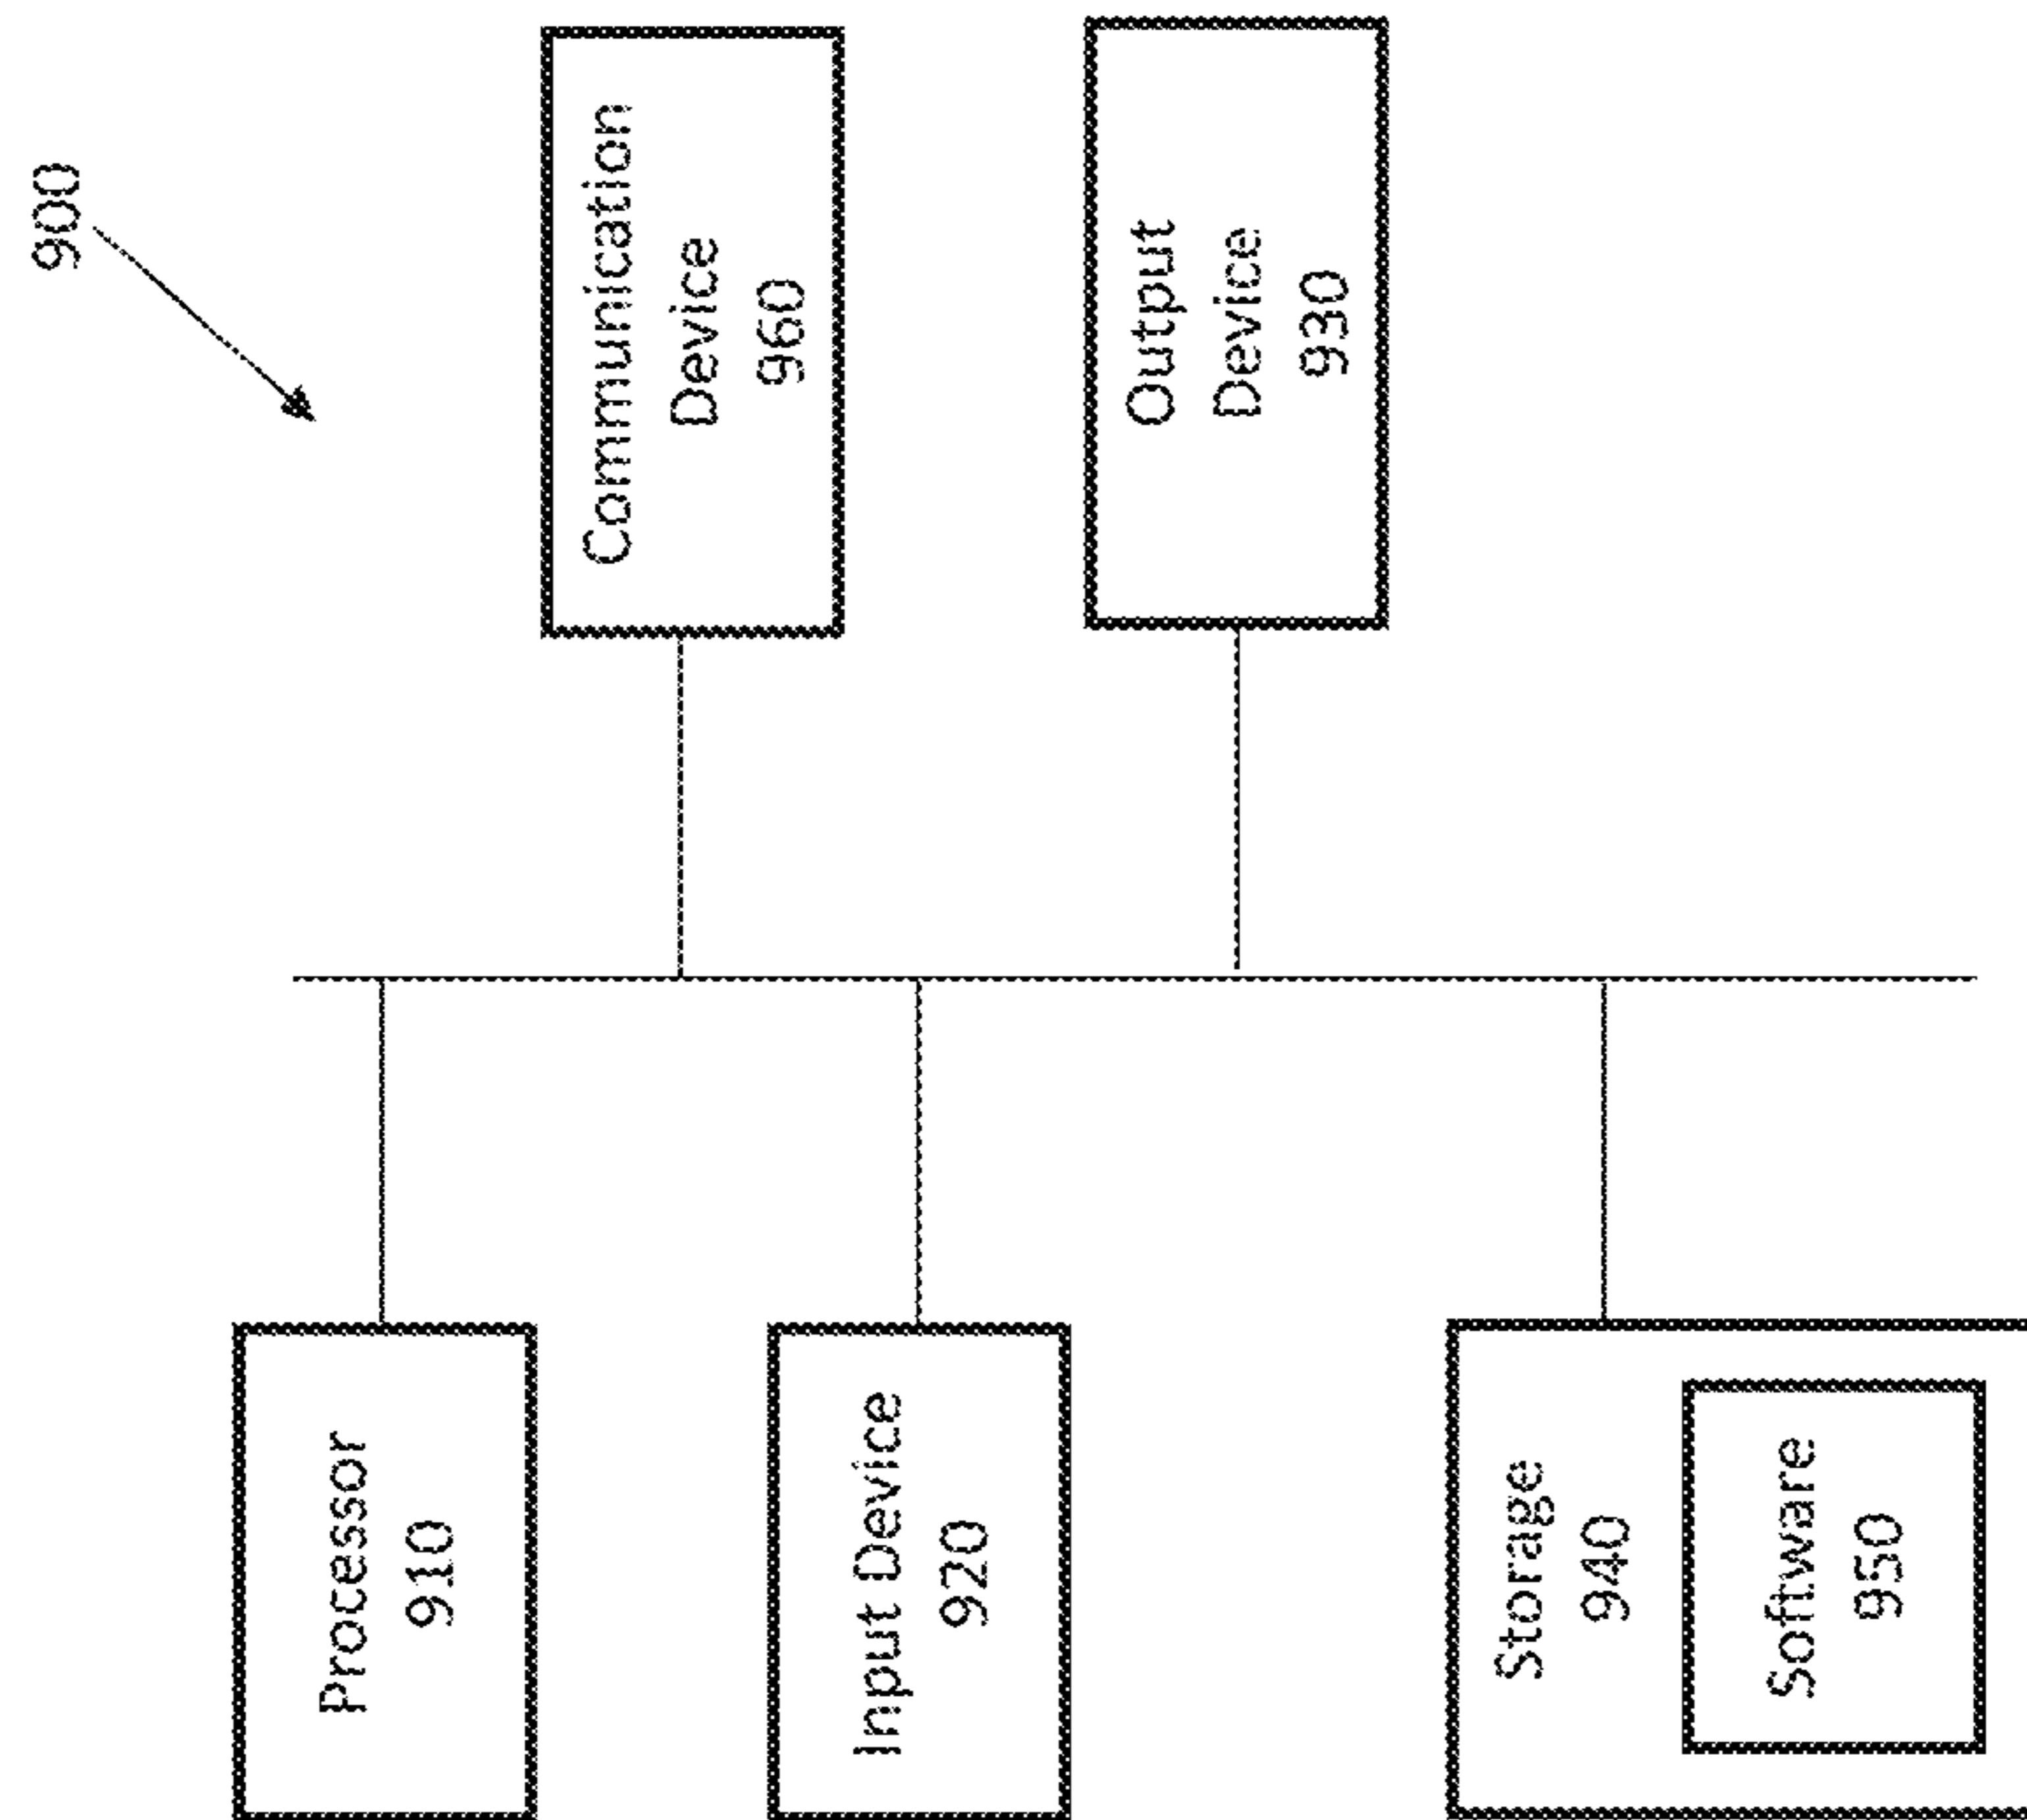 900
Processor
910
Communication
Device
960
Input Device
920
Output
Device
930
Storage
940
Software
950